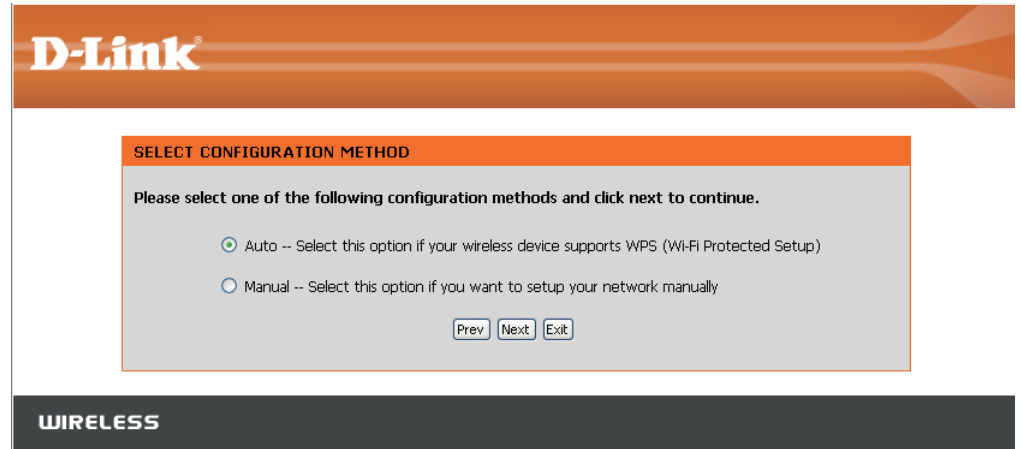 D-Link®
SELECT CONFIGURATION METHOD
Please select one of the following configuration methods and click next to continue.
Auto -- Select this option if your wireless device supports WPS (Wi-Fi Protected Setup)
Manual -- Select this option if you want to setup your network manually
Prev Next Exit
WIRELESS